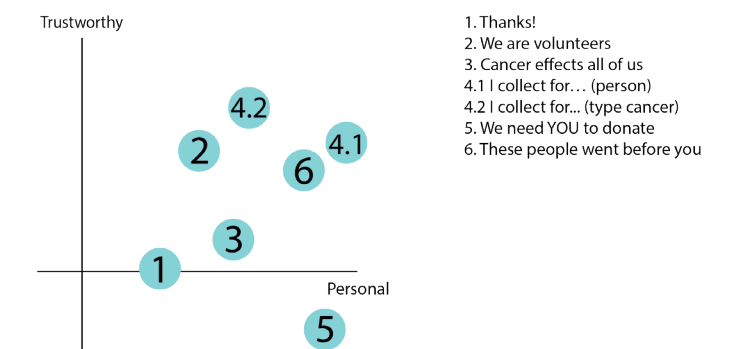 Trustworthy
1. Thanks!
2. We are volunteers
3. Cancer effects all of us
4.1 I collect for… (person)
4.2 I collect for... (type cancer)
5. We need YOU to donate
6. These people went before you
4.2
2
4.1
6
3
1
Personal
5